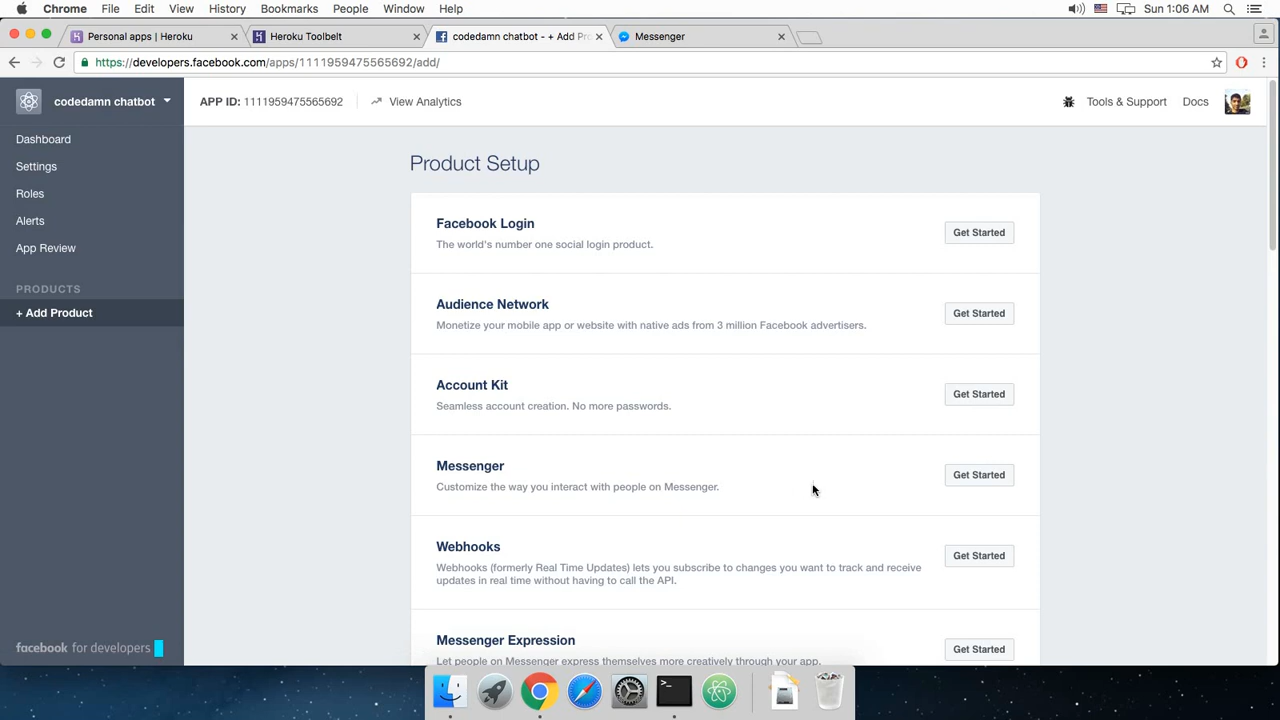 Chrome File Edit View History Bookmarks People Window Help Sun 1:06 AM
Personal apps | Heroku
Heroku Toolbelt
codedamn chatbot - + Add Pro
Messenger
https://developers.facebook.com/apps/1111959475565692/add/
codedamn chatbot
APP ID: 1111959475565692
View Analytics
Tools & Support
Docs
Dashboard
Settings
Roles
Alerts
App Review
PRODUCTS
+ Add Product
facebook for developers
Product Setup
Facebook Login
The world's number one social login product.
Get Started
Audience Network
Monetize your mobile app or website with native ads from 3 million Facebook advertisers.
Get Started
Account Kit
Seamless account creation. No more passwords.
Get Started
Messenger
Customize the way you interact with people on Messenger.
Get Started
Webhooks
Webhooks (formerly Real Time Updates) lets you subscribe to changes you want to track and receive
updates in real time without having to call the API.
Get Started
Messenger Expression
Let people on Messenger express themselves more creatively through your app.
Get Started